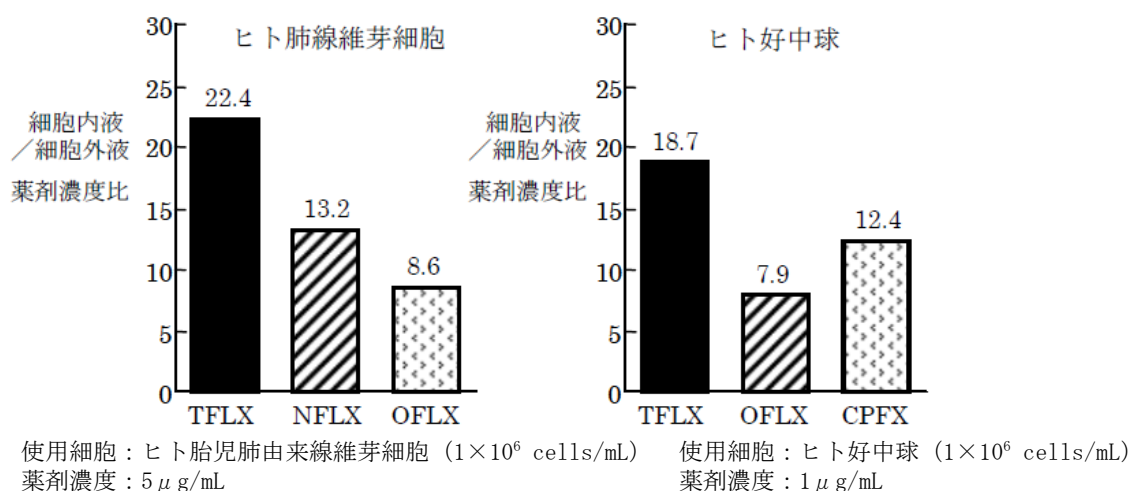 ヒト肺線維芽細胞
細胞内液
／細胞外液
薬剤濃度比
30
25
20
15
10
5
0
22.4
13.2
8.6
TFLX NFLX OFLX
使用細胞：ヒト胎児肺由来線維芽細胞 (1×10⁶ cells/mL)
薬剤濃度：5μg/mL
ヒト好中球
細胞内液
／細胞外液
薬剤濃度比
30
25
20
15
10
5
0
18.7
7.9
12.4
TFLX OFLX CPFX
使用細胞：ヒト好中球 (1×10⁶ cells/mL)
薬剤濃度：1μg/mL